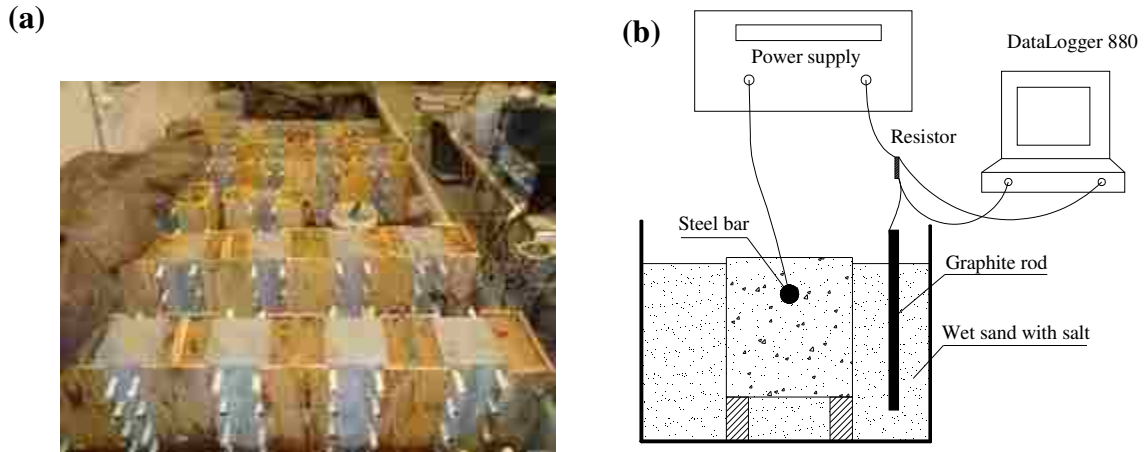 (a)
(b)
DataLogger 880
Power supply
Resistor
Steel bar
Graphite rod
Wet sand with salt